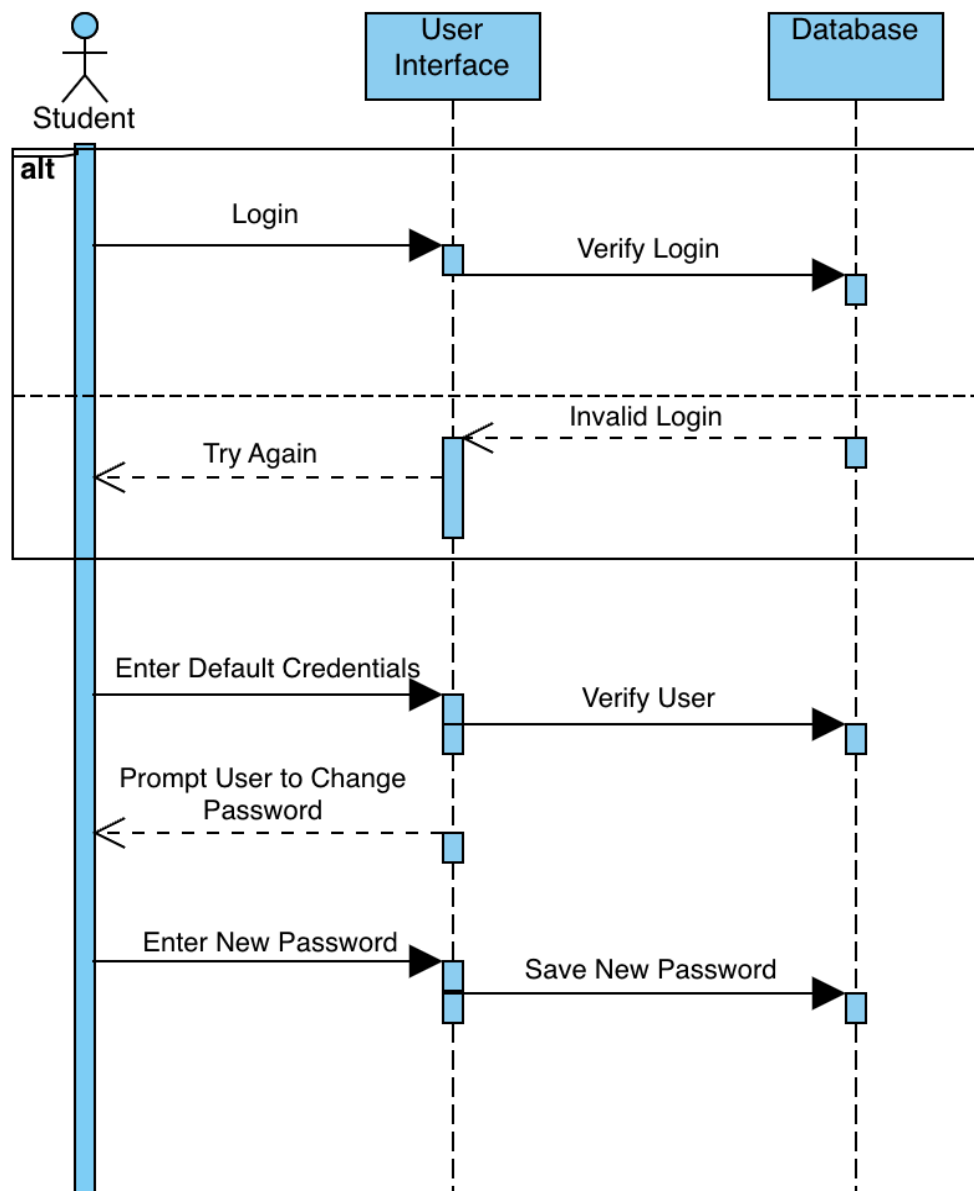 User
Interface
Database
Student
alt
Login
Verify Login
Invalid Login
Try Again
Enter Default Credentials
Verify User
Prompt User to Change
Password
Enter New Password
Save New Password